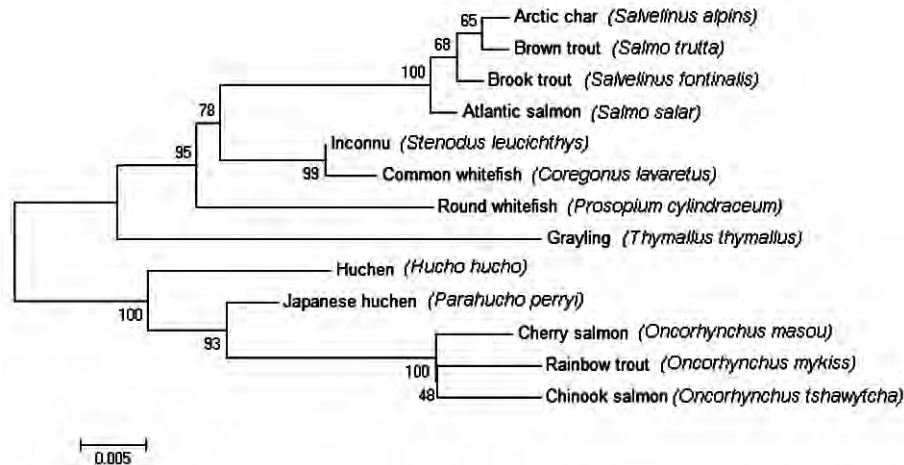 65
Arctic char (Salvelinus alpins)
68
Brown trout (Salmo trutta)
100
Brook trout (Salvelinus fontinalis)
78
Atlantic salmon (Salmo salar)
Inconnu (Stenodus leucichthys)
95
99
Common whitefish (Coregonus lavaretus)
Round whitefish (Prosopium cylindraceum)
Grayling (Thymallus thymallus)
Huchen (Hucho hucho)
Japanese huchen (Parahucho perryi)
100
Cherry salmon (Oncorhynchus masou)
93
Rainbow trout (Oncorhynchus mykiss)
100
48
Chinook salmon (Oncorhynchus tshawytcha)
0.005